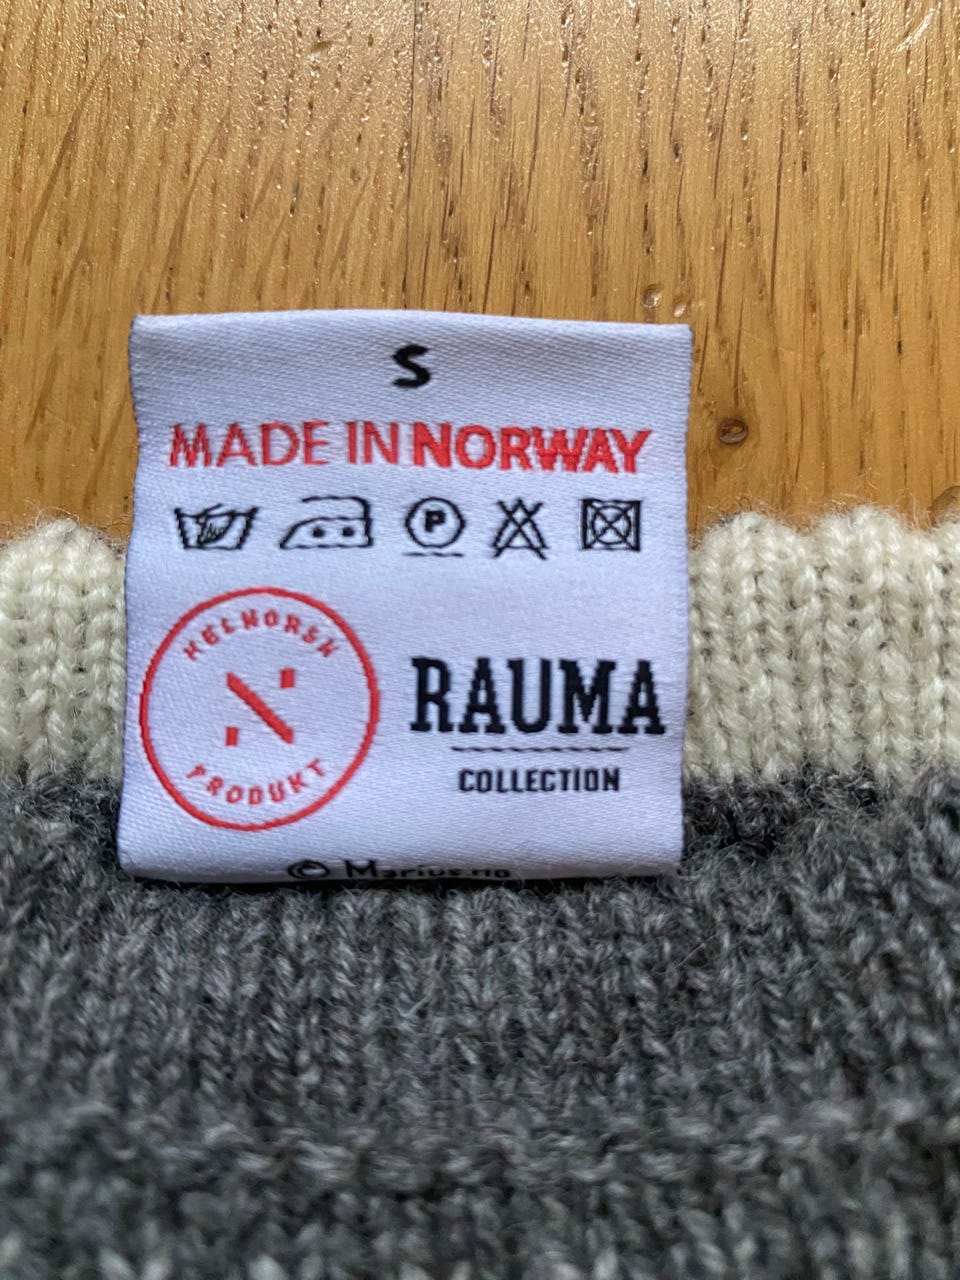 S
MADE IN NORWAY
P
HELNORSK
PRODUKT
RAUMA
COLLECTION
© Marius.no